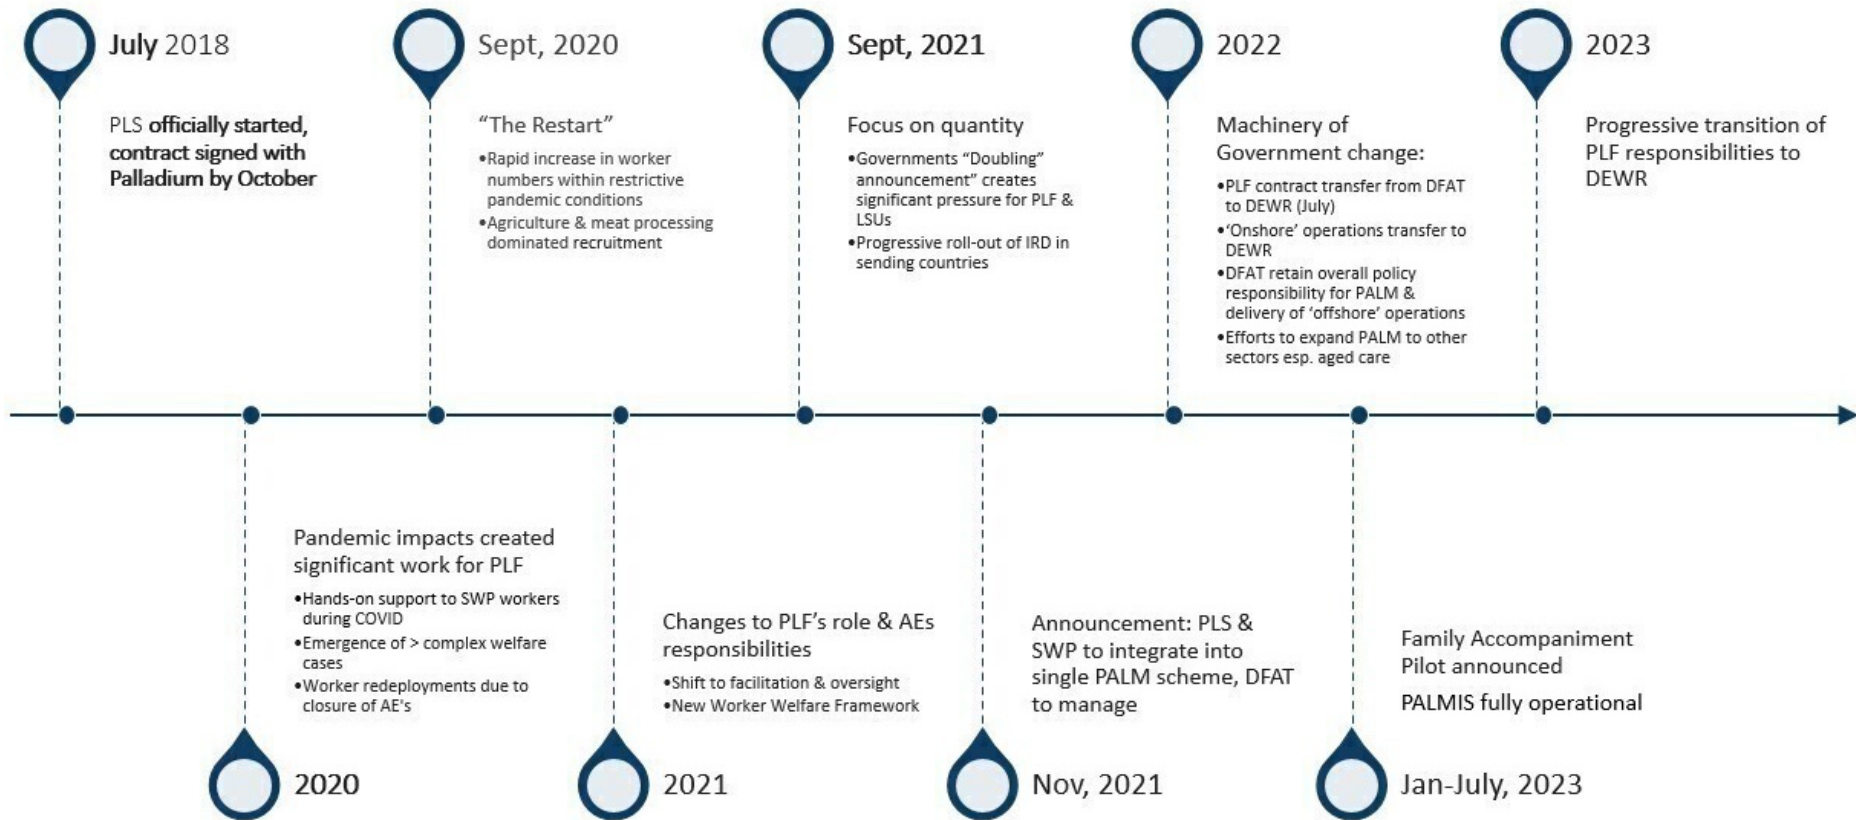 July 2018
PLS officially started,
contract signed with
Palladium by October
2020
Pandemic impacts created
significant work for PLF
•Hands-on support to SWP workers
during COVID
•Emergence of > complex welfare
cases
•Worker redeployments due to
closure of AE's
Sept, 2020
“The Restart”
•Rapid increase in worker
numbers within restrictive
pandemic conditions
•Agriculture & meat processing
dominated recruitment
2021
Changes to PLF’s role & AEs
responsibilities
•Shift to facilitation & oversight
•New Worker Welfare Framework
Sept, 2021
Focus on quantity
•Governments “Doubling”
announcement” creates
significant pressure for PLF &
LSUs
•Progressive roll-out of IRD in
sending countries
Nov, 2021
Announcement: PLS &
SWP to integrate into
single PALM scheme, DFAT
to manage
2022
Machinery of
Government change:
•PLF contract transfer from DFAT
to DEWR (July)
•‘Onshore’ operations transfer to
DEWR
•DFAT retain overall policy
responsibility for PALM &
delivery of ‘offshore’ operations
•Efforts to expand PALM to other
sectors esp. aged care
Jan-July, 2023
Family Accompaniment
Pilot announced
PALMIS fully operational
2023
Progressive transition of
PLF responsibilities to
DEWR